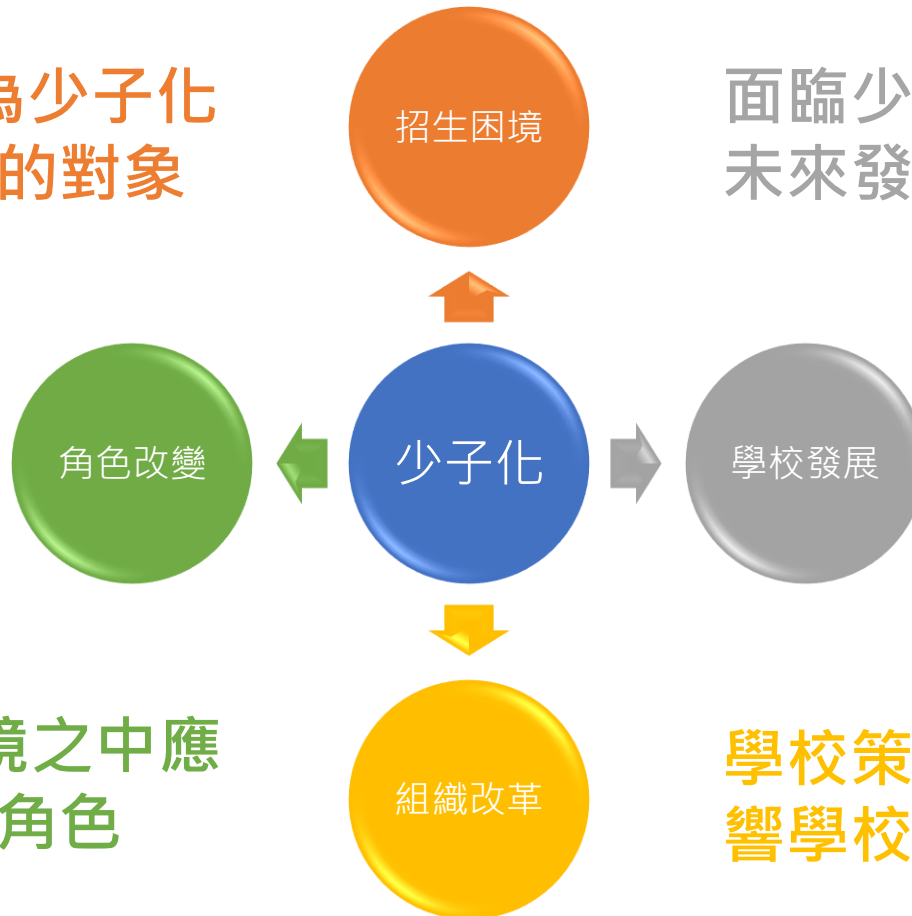 為少子化
的對象
招生困境
面臨少
未來發
角色改變
少子化
學校發展
境之中應
角色
組織改革
學校策
響學校